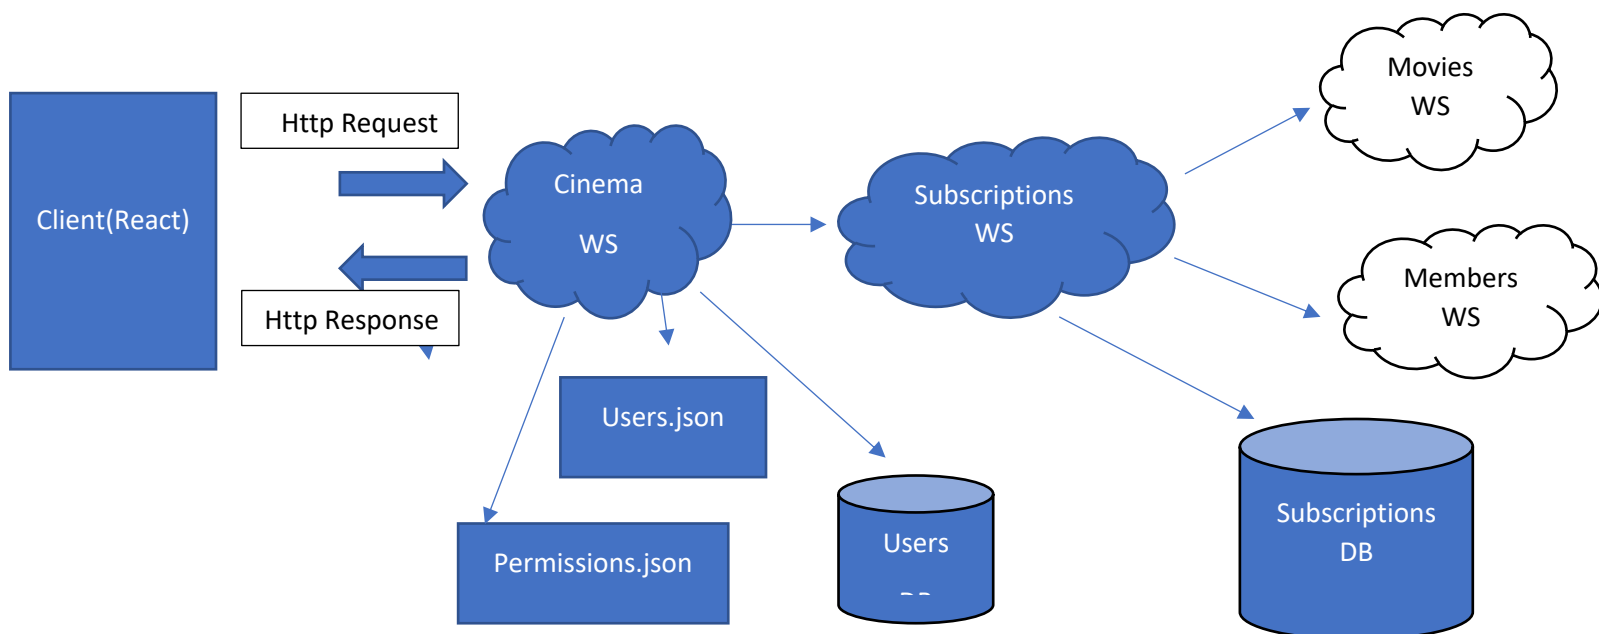 Client(React)
Http Request
Http Response
Cinema
WS
Subscriptions
WS
Movies
WS
Members
WS
Users.json
Permissions.json
Users
Subscriptions
DB